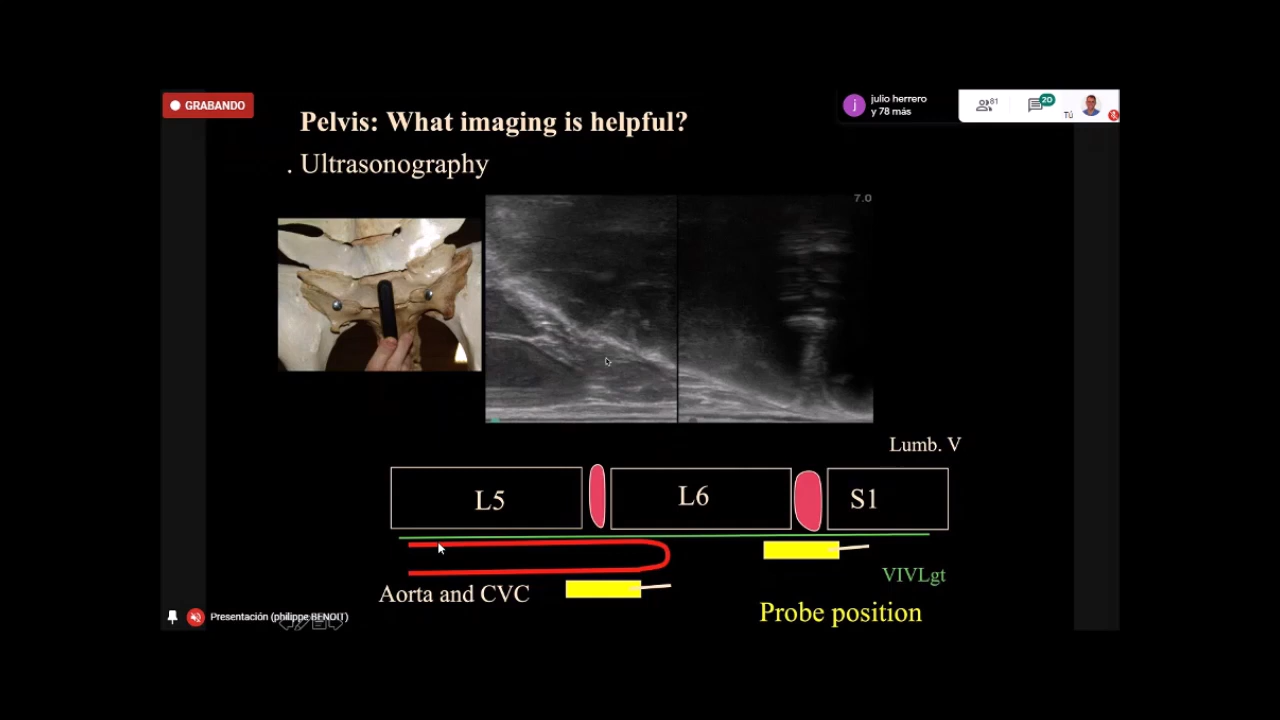 GRABANDO
Pelvis: What imaging is helpful?
. Ultrasonography
julio herrero
y 78 más
81
20
Tú
j
7.0
Lumb. V
L5
L6
S1
VIVLgt
Aorta and CVC
Probe position
Presentación (philippe BENOIT)